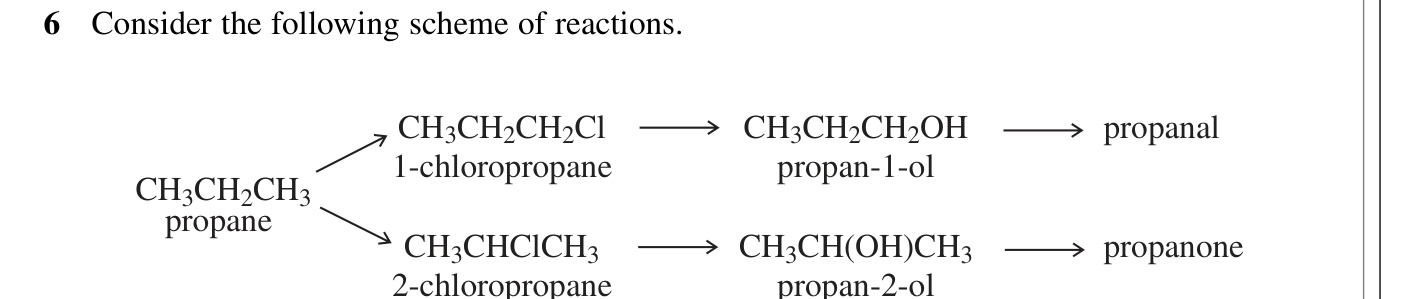 6 Consider the following scheme of reactions.
CH₃CH₂CH₂Cl ⟶ CH₃CH₂CH₂OH ⟶ propanal
1-chloropropane propan-1-ol
CH₃CH₂CH₃
propane
CH₃CHClCH₃ ⟶ CH₃CH(OH)CH₃ ⟶ propanone
2-chloropropane propan-2-ol